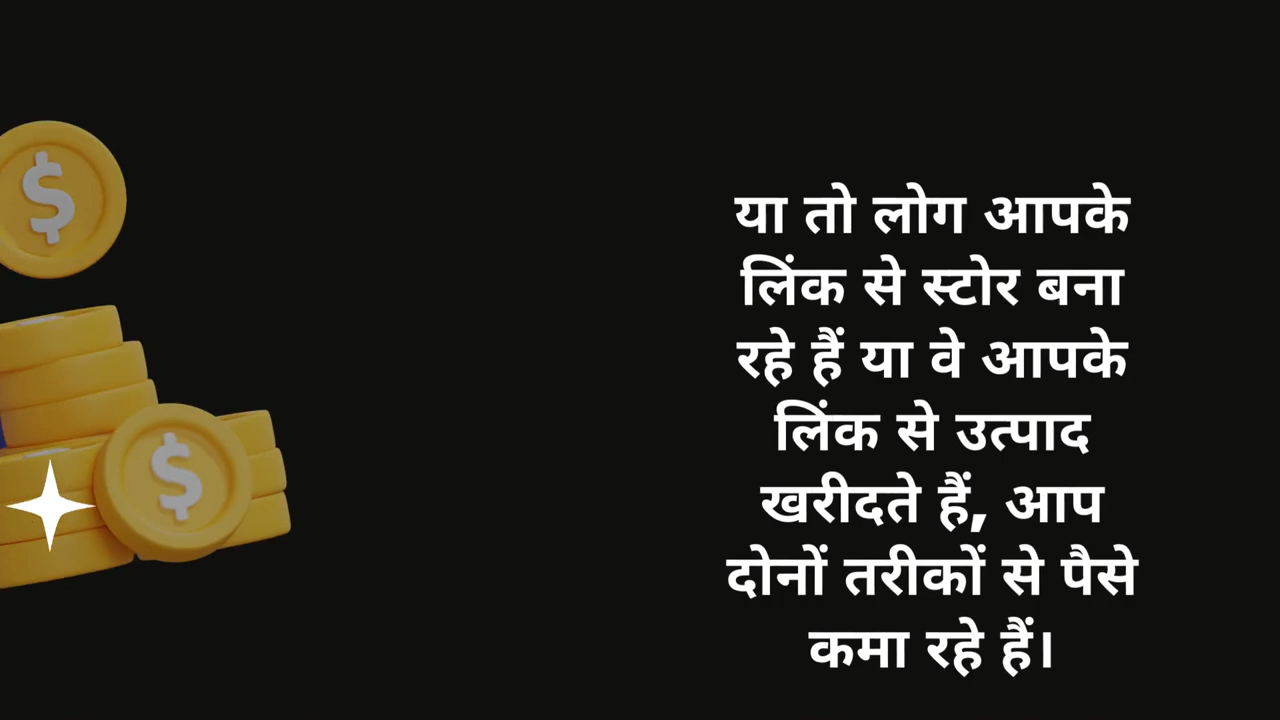 या तो लोग आपके
लिंक से स्टोर बना
रहे हैं या वे आपके
लिंक से उत्पाद
खरीदते हैं, आप
दोनों तरीकों से पैसे
कमा रहे हैं।
$
$